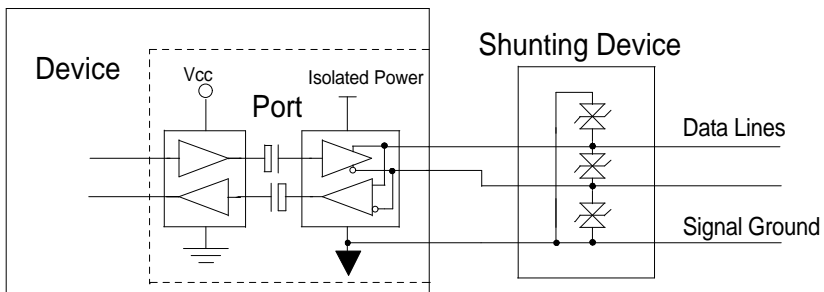 Shunting Device
Device
Vcc
Isolated Power
Port
Data Lines
Signal Ground